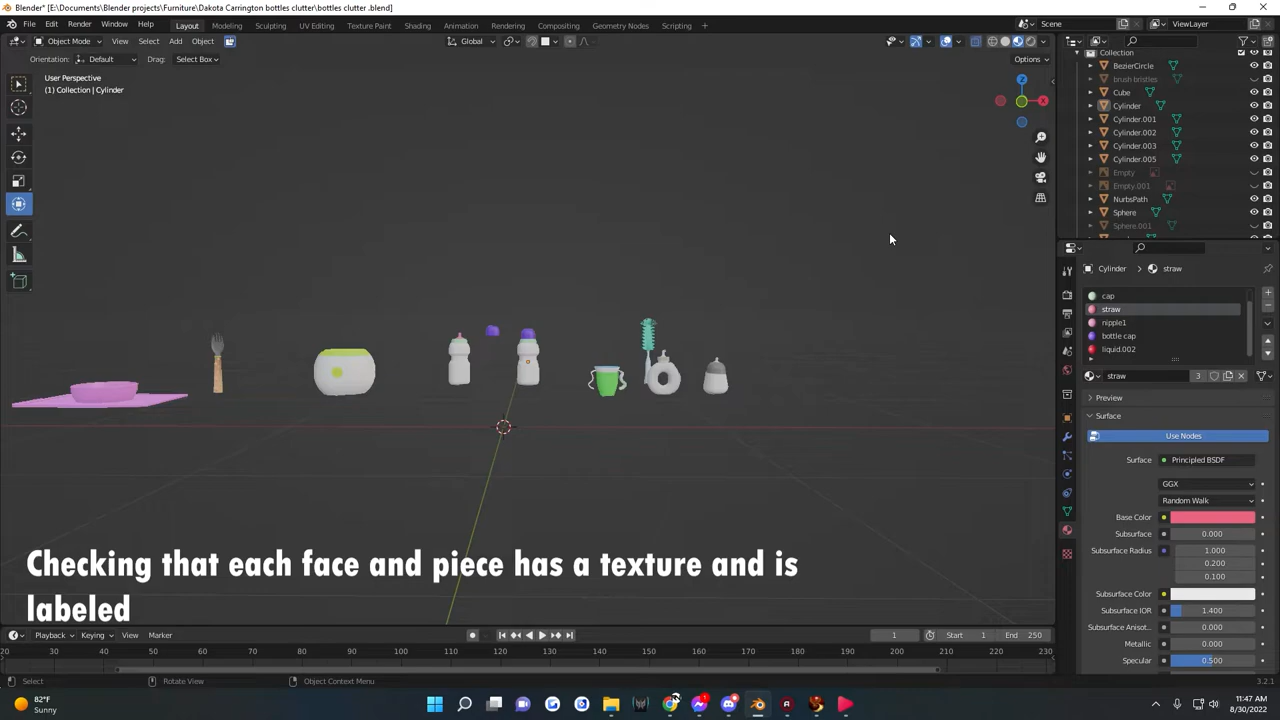 Blender* [E:\Documents\Blender projects\Furniture\Dakota Carrington bottles clutter\bottles clutter .blend]
File Edit Render Window Help Layout Modeling Sculpting UV Editing Texture Paint Shading Animation Rendering Compositing Geometry Nodes Scripting + Scene ViewLayer
Object Mode View Select Add Object Global
Orientation: Default Drag: Select Box Options
User Perspective
(1) Collection | Cylinder
Z
X
Collection
BezierCircle
brush bristles
Cube
Cylinder
Cylinder.001
Cylinder.002
Cylinder.003
Cylinder.005
Empty
Empty.001
NurbsPath
Sphere
Sphere.001
Cylinder > straw
cap
straw
nipple1
bottle cap
liquid.002
straw 3
Preview
Surface
Use Nodes
Surface Principled BSDF
GGX
Random Walk
Base Color
Subsurface 0.000
Subsurface Radius 1.000
0.200
0.100
Subsurface Color
Subsurface IOR 1.400
Subsurface Anisot... 0.000
Metallic 0.000
Specular 0.500
Checking that each face and piece has a texture and is
labeled
Playback Keying View Marker 1 Start 1 End 250
20 30 40 50 60 70 80 90 100 110 120 130 140 150 160 170 180 190 200 210 220 230
Select Rotate View Object Context Menu 3.2.1
82°F
Sunny
11:47 AM
8/30/2022